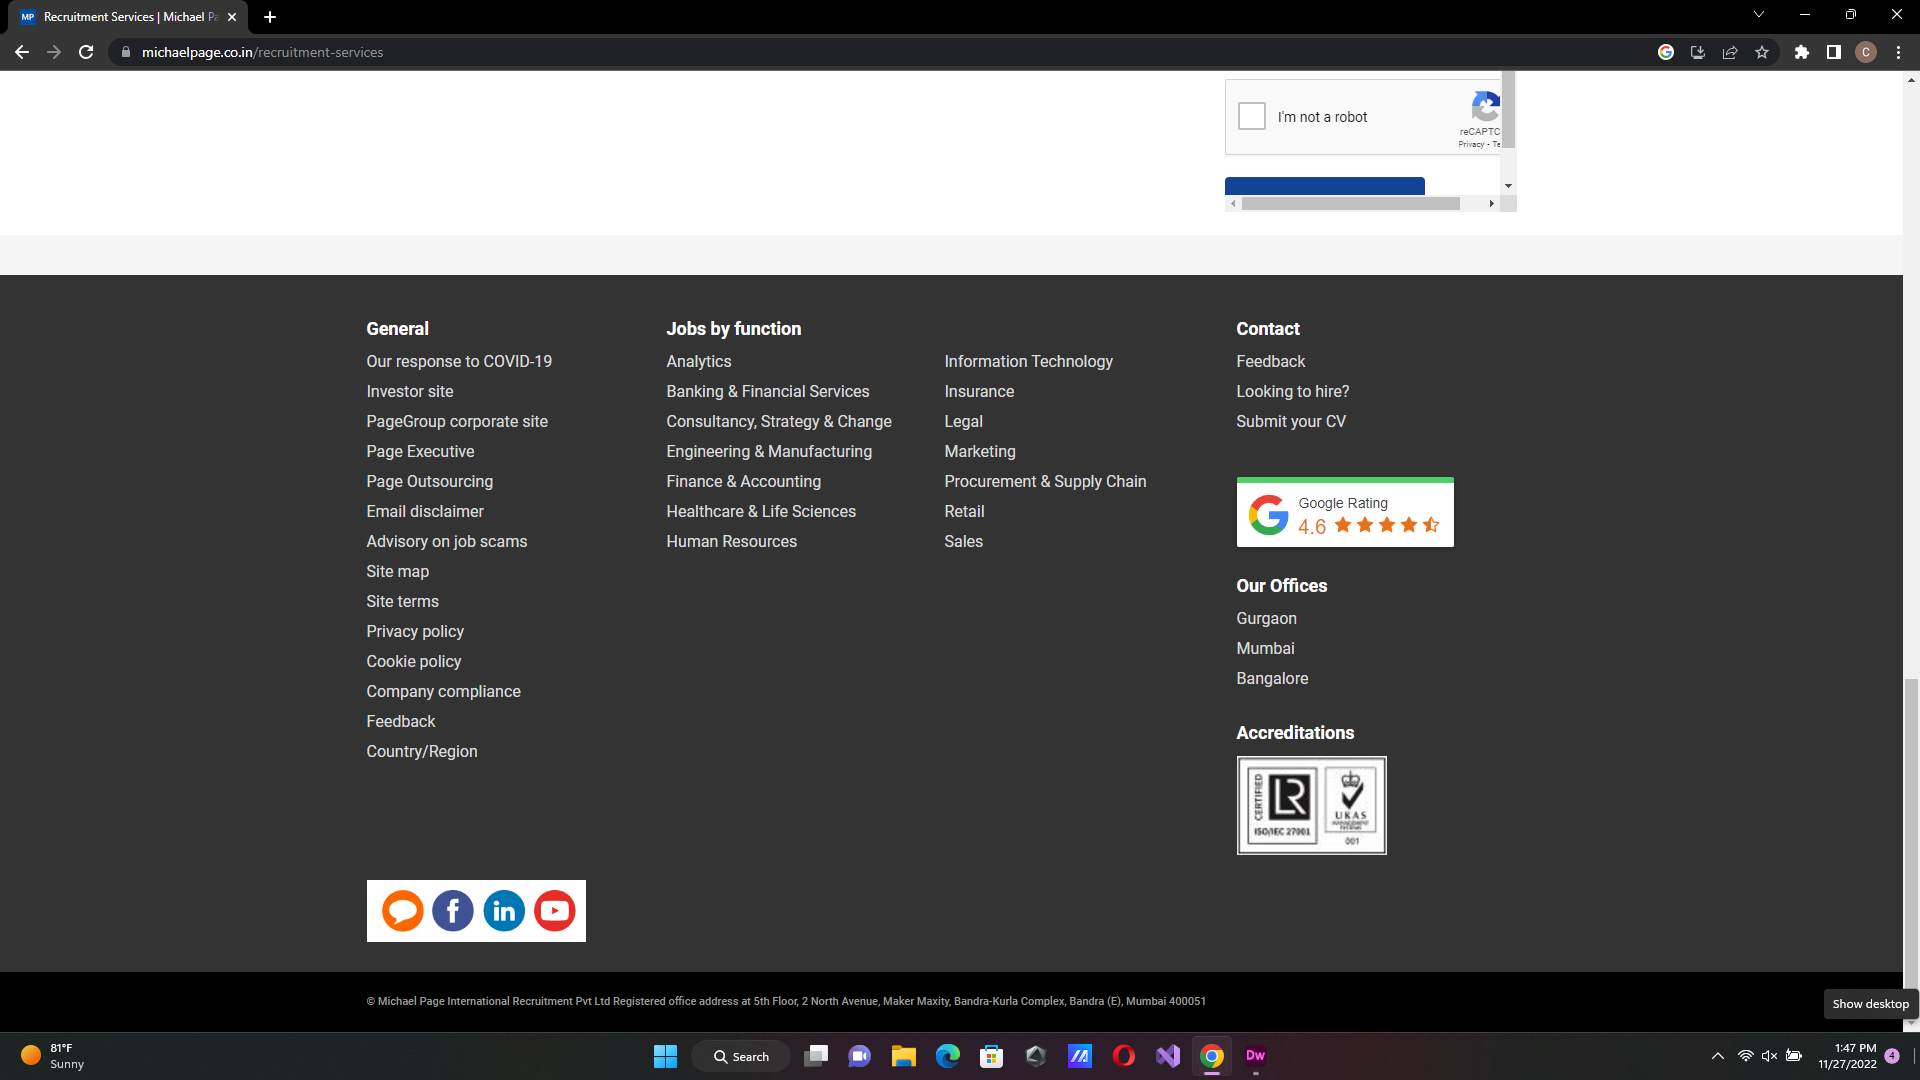 MP Recruitment Services | Michael Pa
michaelpage.co.in/recruitment-services
C
I'm not a robot
reCAPTC
Privacy - Te
General
Our response to COVID-19
Investor site
PageGroup corporate site
Page Executive
Page Outsourcing
Email disclaimer
Advisory on job scams
Site map
Site terms
Privacy policy
Cookie policy
Company compliance
Feedback
Country/Region
Jobs by function
Analytics
Banking & Financial Services
Consultancy, Strategy & Change
Engineering & Manufacturing
Finance & Accounting
Healthcare & Life Sciences
Human Resources
Information Technology
Insurance
Legal
Marketing
Procurement & Supply Chain
Retail
Sales
Contact
Feedback
Looking to hire?
Submit your CV
Google Rating
4.6
Our Offices
Gurgaon
Mumbai
Bangalore
Accreditations
CERTIFIED
LR
ISO/IEC 27001
UKAS
MANAGEMENT
SYSTEMS
001
f
in
© Michael Page International Recruitment Pvt Ltd Registered office address at 5th Floor, 2 North Avenue, Maker Maxity, Bandra-Kurla Complex, Bandra (E), Mumbai 400051
Show desktop
81°F
Sunny
Search
Dw
1:47 PM
11/27/2022
4